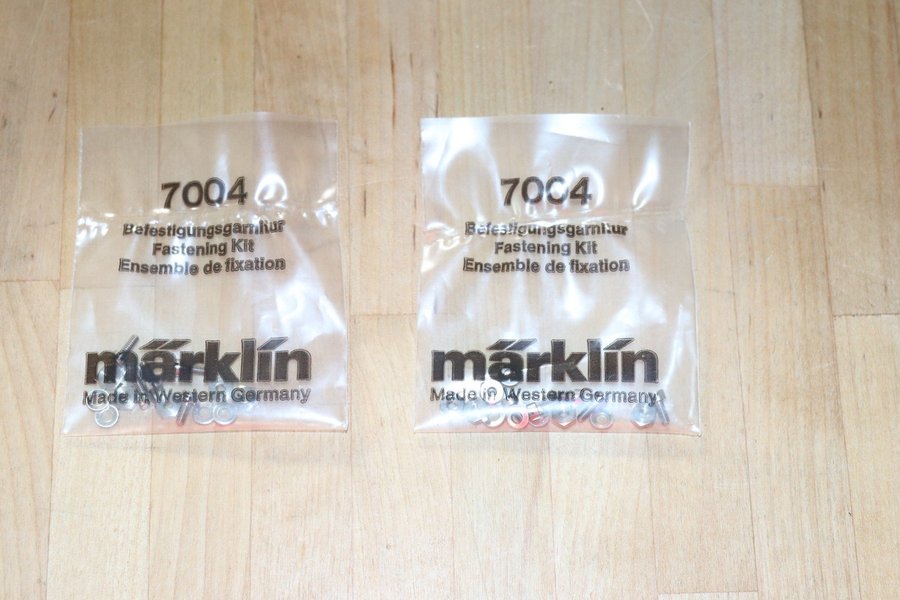 7004
Befestigungsgarnitur
Fastening Kit
Ensemble de fixation
märklin
Made in Western Germany
7004
Befestigungsgarnitur
Fastening Kit
Ensemble de fixation
märklin
Made in Western Germany